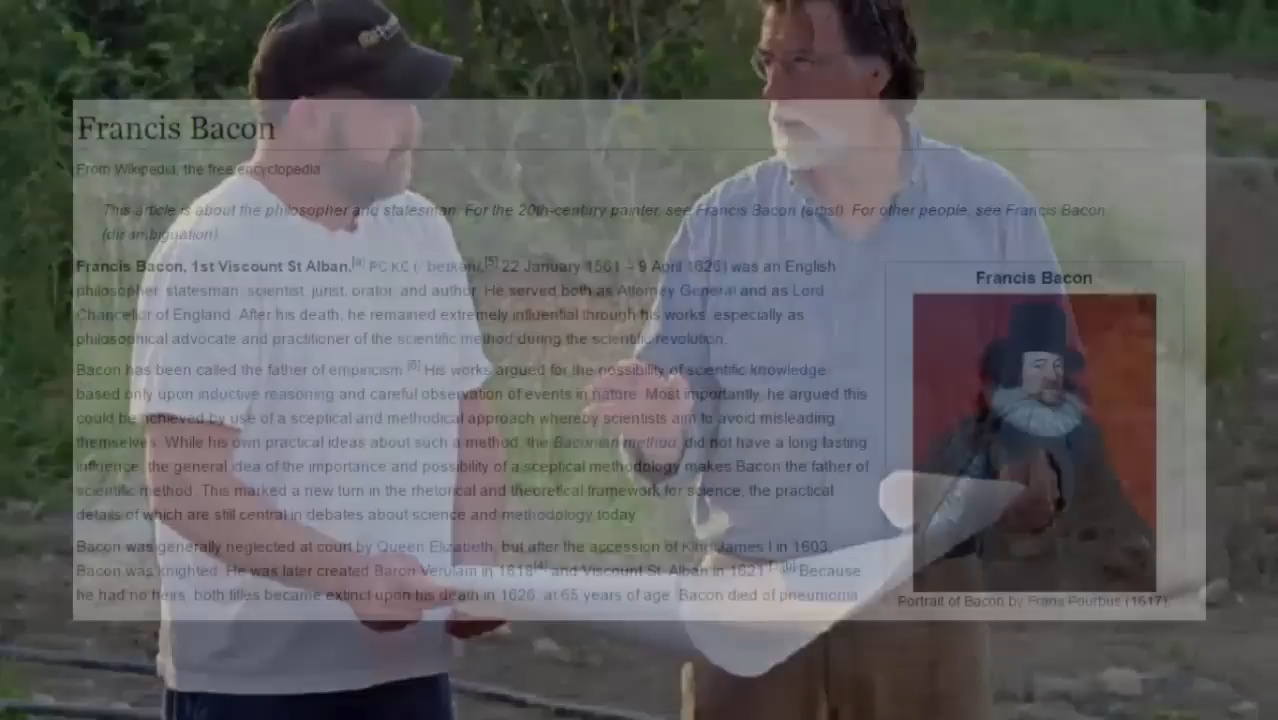 Francis Bacon
From Wikipedia, the free encyclopedia
This article is about the philosopher and statesman. For the 20th-century painter, see Francis Bacon (artist). For other people, see Francis Bacon
(disambiguation).
Francis Bacon, 1st Viscount St Alban,[a] PC KC (/ˈbeɪkən/;[5] 22 January 1561 – 9 April 1626) was an English
philosopher, statesman, scientist, jurist, orator, and author. He served both as Attorney General and as Lord
Chancellor of England. After his death, he remained extremely influential through his works, especially as
philosophical advocate and practitioner of the scientific method during the scientific revolution.
Bacon has been called the father of empiricism.[6] His works argued for the possibility of scientific knowledge
based only upon inductive reasoning and careful observation of events in nature. Most importantly, he argued this
could be achieved by use of a sceptical and methodical approach whereby scientists aim to avoid misleading
themselves. While his own practical ideas about such a method, the Baconian method, did not have a long lasting
influence, the general idea of the importance and possibility of a sceptical methodology makes Bacon the father of
scientific method. This marked a new turn in the rhetorical and theoretical framework for science, the practical
details of which are still central in debates about science and methodology today.
Bacon was generally neglected at court by Queen Elizabeth, but after the accession of King James I in 1603,
Bacon was knighted. He was later created Baron Verulam in 1618[4] and Viscount St. Alban in 1621. Because
he had no heirs, both titles became extinct upon his death in 1626, at 65 years of age. Bacon died of pneumonia
Francis Bacon
Portrait of Bacon by Frans Pourbus (1617),